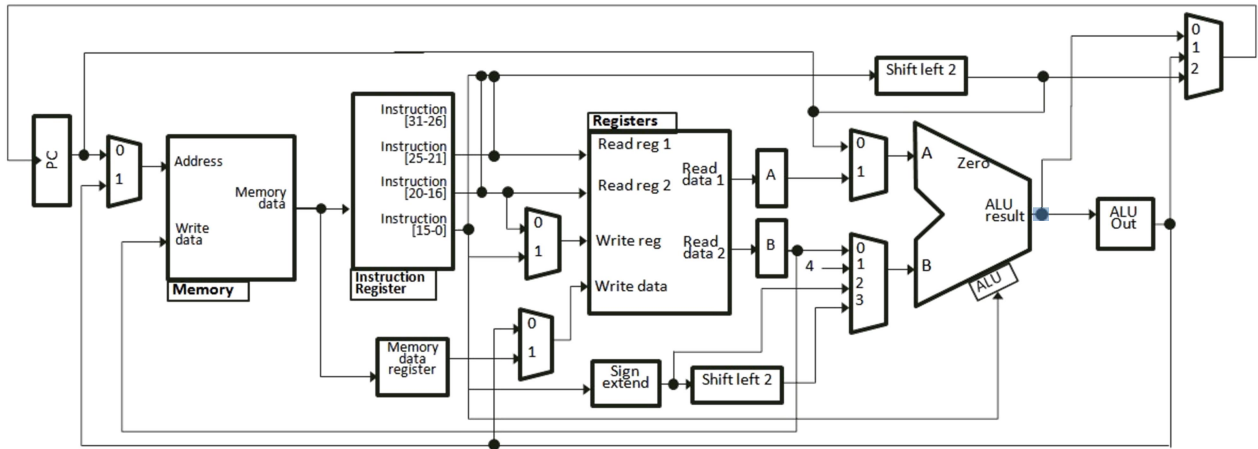 PC
0
1
Address
Memory
data
Write
data
Memory
Instruction
[31-26]
Instruction
[25-21]
Instruction
[20-16]
Instruction
[15-0]
Instruction
Register
Memory
data
register
0
1
0
1
Registers
Read reg 1
Read reg 2
Write reg
Write data
Read
data 1
Read
data 2
Sign
extend
Shift left 2
A
B
4
0
1
0
1
2
3
Shift left 2
A
B
Zero
ALU
result
ALU
ALU
Out
0
1
2